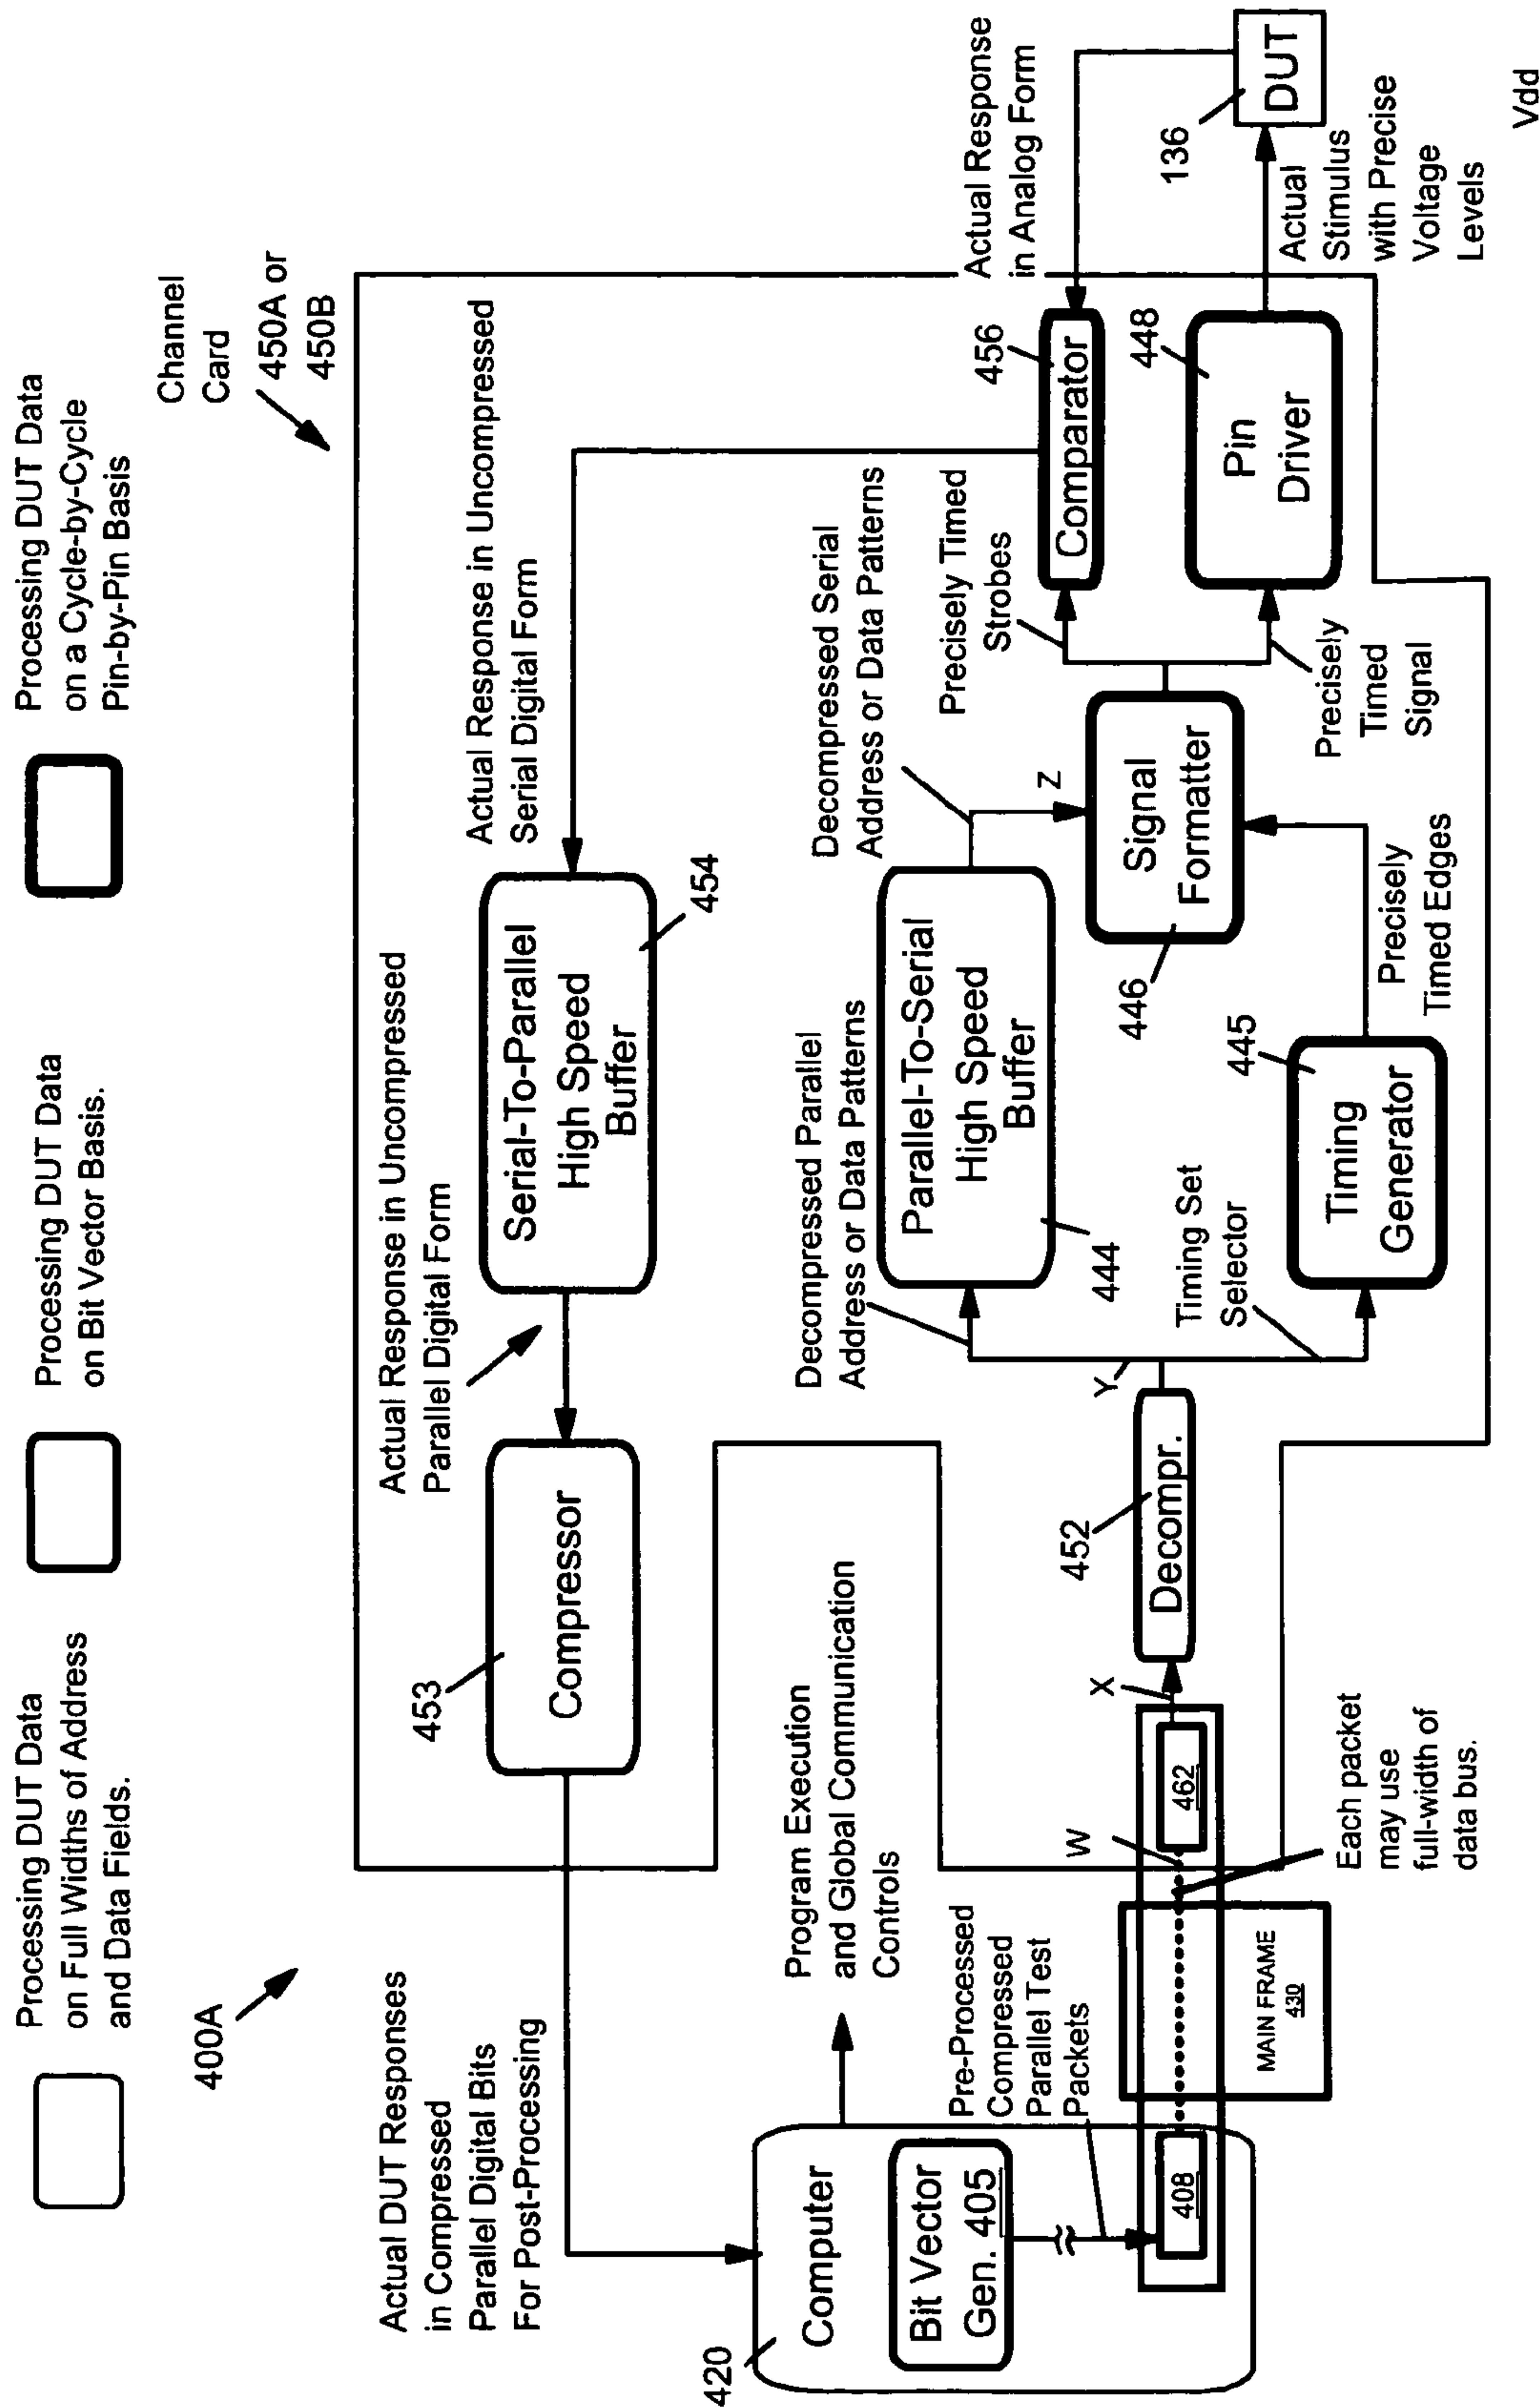 Processing DUT Data
on Full Widths of Address
and Data Fields.
Processing DUT Data
on Bit Vector Basis.
Processing DUT Data
on a Cycle-by-Cycle
Pin-by-Pin Basis
400A
Channel
Card
450A or
450B
Actual DUT Responses
in Compressed
Parallel Digital Bits
For Post-Processing
453
Compressor
Actual Response in Uncompressed
Parallel Digital Form
Serial-To-Parallel
High Speed
Buffer
454
Actual Response in Uncompressed
Serial Digital Form
Actual Response
in Analog Form
420
Computer
Bit Vector
Gen. 405
Program Execution
and Global Communication
Controls
Pre-Processed
Compressed
Parallel Test
Packets
408
MAIN FRAME
430
W
462
X
Each packet
may use
full-width of
data bus.
452
Decompr.
Y
Decompressed Parallel
Address or Data Patterns
Parallel-To-Serial
High Speed
Buffer
444
Timing Set
Selector
Timing
Generator
445
Precisely
Timed Edges
Decompressed Serial
Address or Data Patterns
Z
Signal
Formatter
446
Precisely Timed
Strobes
Precisely
Timed
Signal
Comparator
456
Pin
Driver
448
136
DUT
Actual
Stimulus
with Precise
Voltage
Levels
Vdd